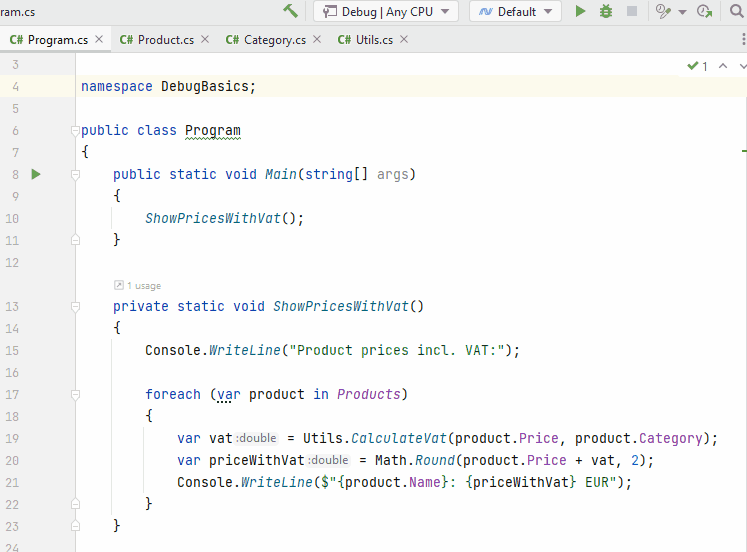 ram.cs
Debug | Any CPU Default
C# Program.cs C# Product.cs C# Category.cs C# Utils.cs
3 1
4 namespace DebugBasics;
5
6 public class Program
7 {
8 public static void Main(string[] args)
9 {
10 ShowPricesWithVat();
11 }
12
1 usage
13 private static void ShowPricesWithVat()
14 {
15 Console.WriteLine("Product prices incl. VAT:");
16
17 foreach (var product in Products)
18 {
19 var vat :double = Utils.CalculateVat(product.Price, product.Category);
20 var priceWithVat :double = Math.Round(product.Price + vat, 2);
21 Console.WriteLine($"{product.Name}: {priceWithVat} EUR");
22 }
23 }
24